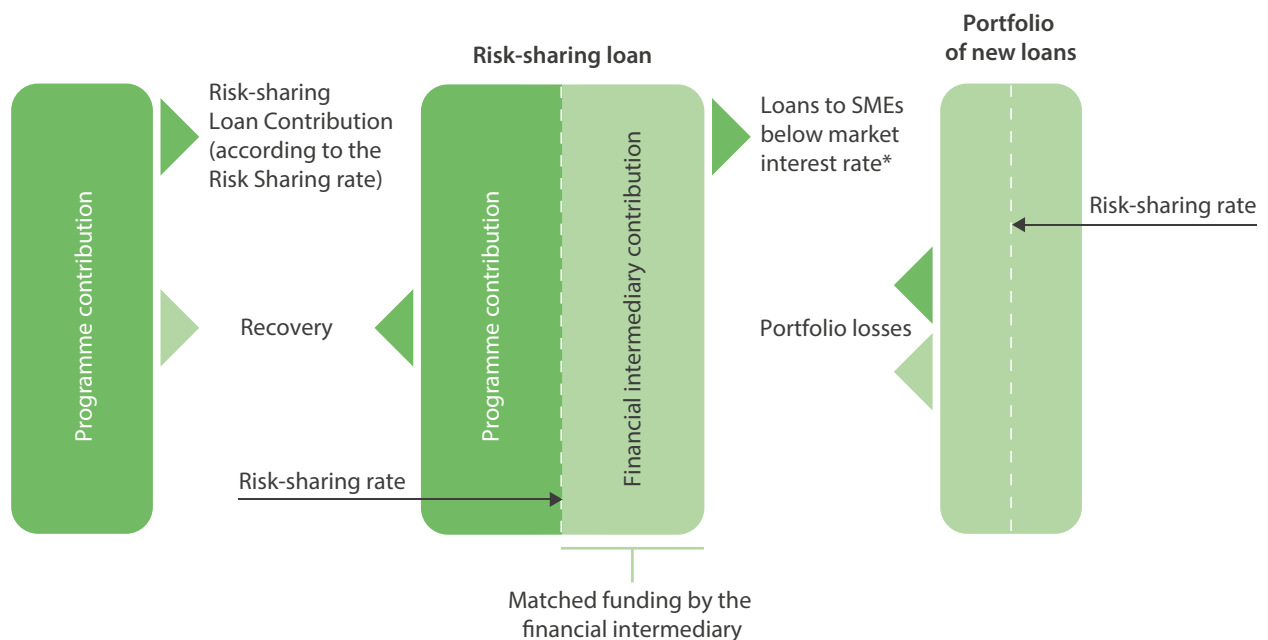 Portfolio
of new loans
Risk-sharing loan
Programme contribution
Risk-sharing
Loan Contribution
(according to the
Risk Sharing rate)
Recovery
Risk-sharing rate
Programme contribution
Financial intermediary contribution
Loans to SMEs
below market
interest rate*
Portfolio losses
Risk-sharing rate
Matched funding by the
financial intermediary